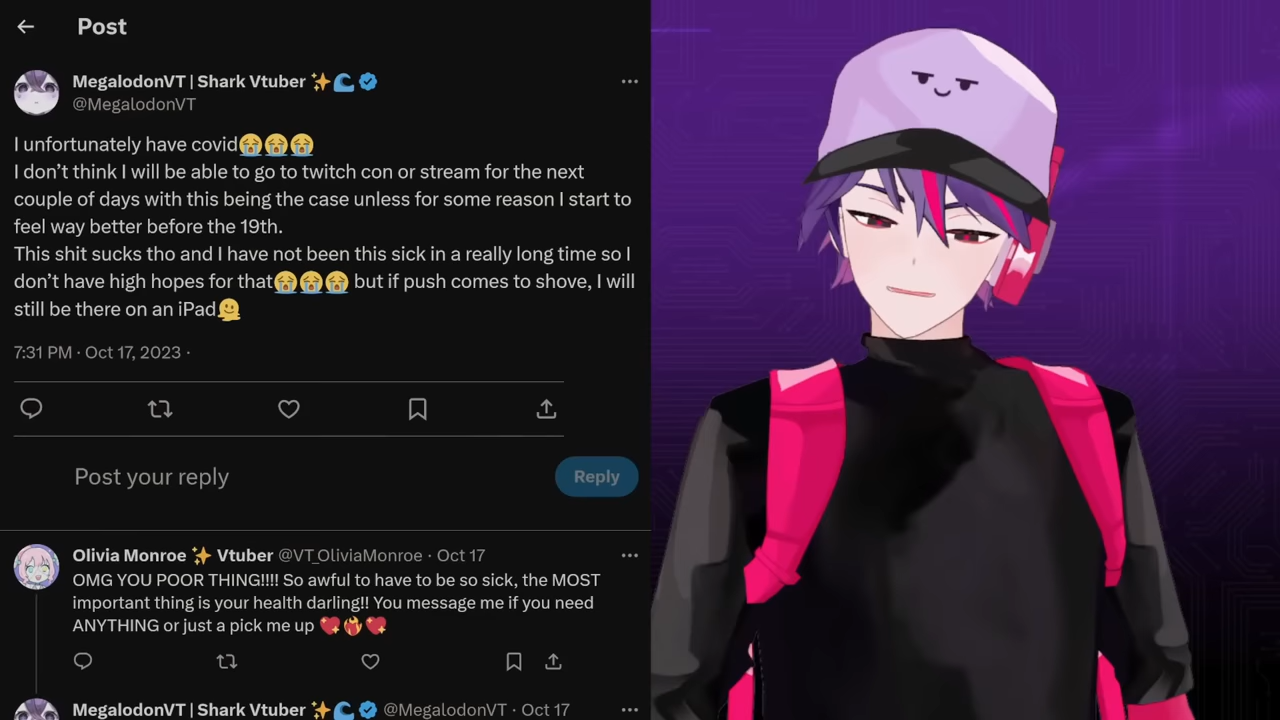 Post
MegalodonVT | Shark Vtuber ✨🌊
@MegalodonVT
I unfortunately have covid😭😭😭
I don’t think I will be able to go to twitch con or stream for the next
couple of days with this being the case unless for some reason I start to
feel way better before the 19th.
This shit sucks tho and I have not been this sick in a really long time so I
don’t have high hopes for that😭😭😭 but if push comes to shove, I will
still be there on an iPad🫠
7:31 PM · Oct 17, 2023 ·
Post your reply
Reply
Olivia Monroe ✨ Vtuber @VT_OliviaMonroe · Oct 17
OMG YOU POOR THING!!!! So awful to have to be so sick, the MOST
important thing is your health darling!! You message me if you need
ANYTHING or just a pick me up 💖❤️‍🔥💖
MegalodonVT | Shark Vtuber ✨🌊 @MegalodonVT · Oct 17